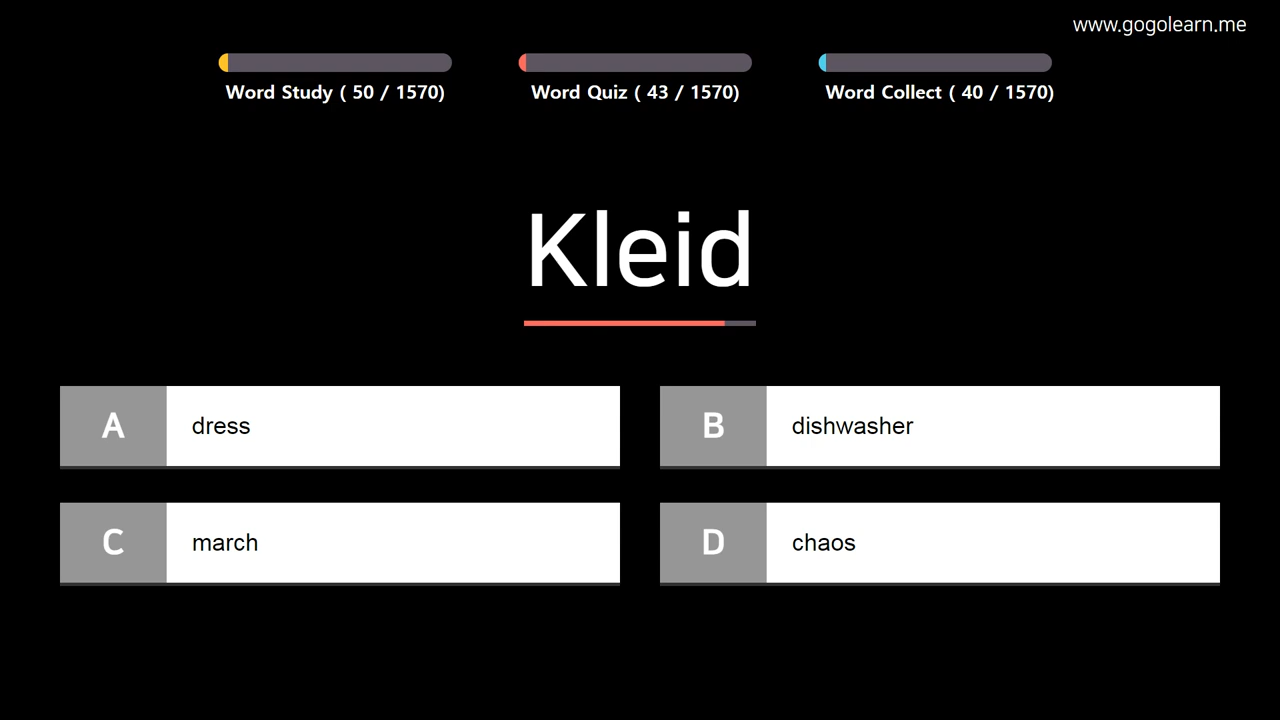 www.gogolearn.me
Word Study ( 50 / 1570)
Word Quiz ( 43 / 1570)
Word Collect ( 40 / 1570)
Kleid
A dress
B dishwasher
C march
D chaos